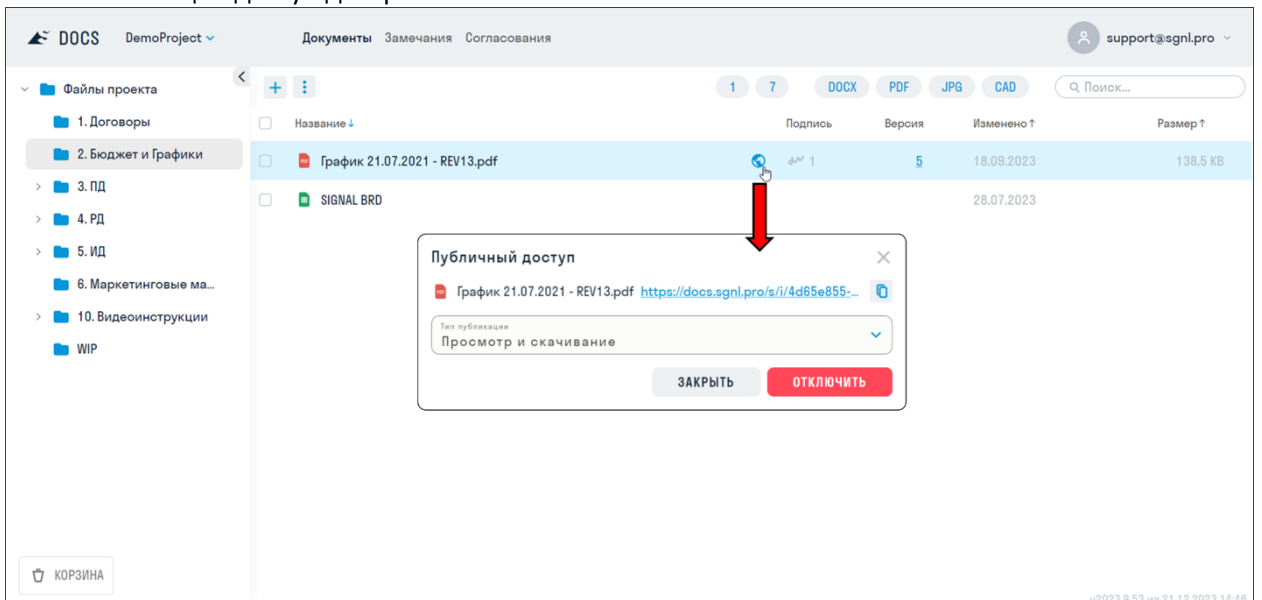 DOCS DemoProject Документы Замечания Согласования support@sgnl.pro
Файлы проекта
1. Договоры
2. Бюджет и Графики
3. ПД
4. РД
5. ИД
6. Маркетинговые ма...
10. Видеоинструкции
WIP
КОРЗИНА
+ 1 7 DOCX PDF JPG CAD Поиск...
Название↓ Подпись Версия Изменено↑ Размер↑
График 21.07.2021 - REV13.pdf 1 5 18.09.2023 138.5 KB
SIGNAL BRD 28.07.2023
Публичный доступ
График 21.07.2021 - REV13.pdf https://docs.sgnl.pro/s/i/4d65e855-...
Тип публикации
Просмотр и скачивание
ЗАКРЫТЬ ОТКЛЮЧИТЬ